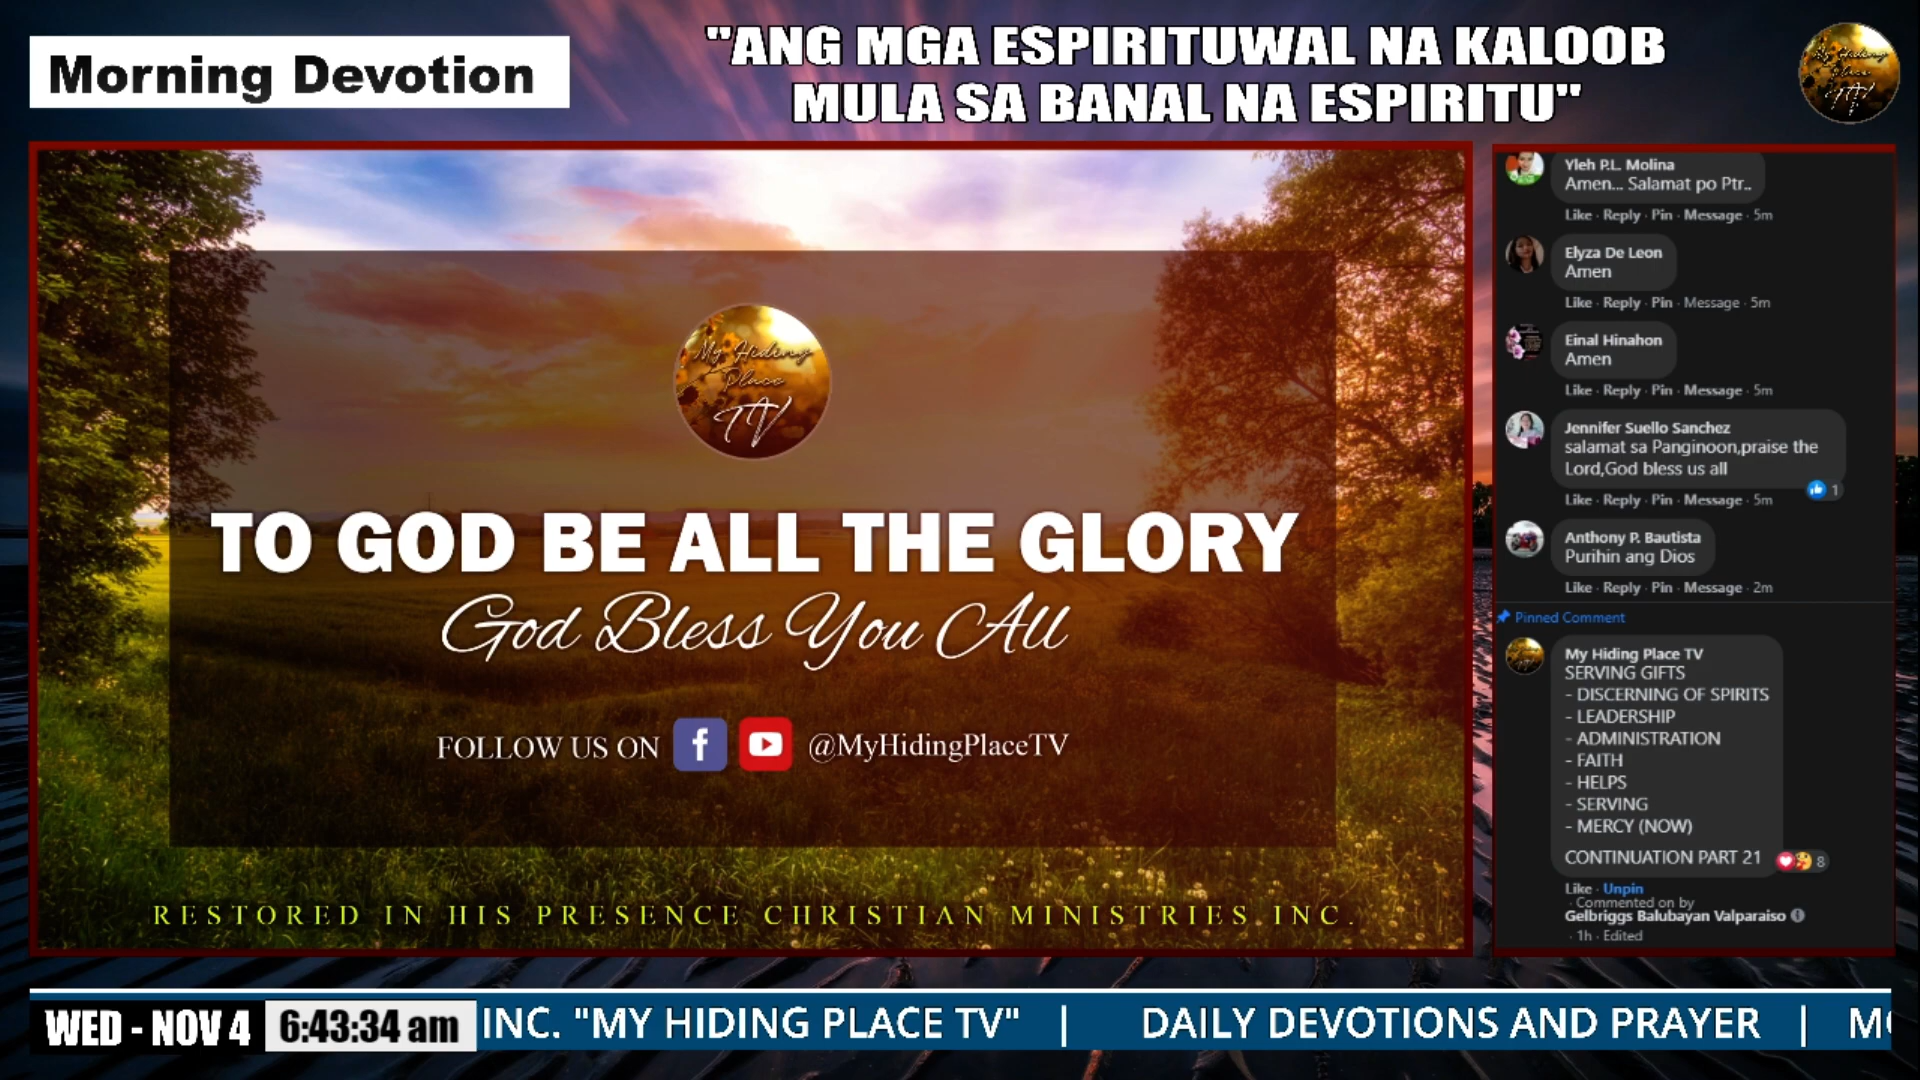 Morning Devotion
"ANG MGA ESPIRITUWAL NA KALOOB
MULA SA BANAL NA ESPIRITU"
My Hiding
Place
TV
My Hiding
Place
TV
TO GOD BE ALL THE GLORY
God Bless You All
FOLLOW US ON f @MyHidingPlaceTV
RESTORED IN HIS PRESENCE CHRISTIAN MINISTRIES INC.
Yleh P.L. Molina
Amen... Salamat po Ptr..
Like · Reply · Pin · Message · 5m
Elyza De Leon
Amen
Like · Reply · Pin · Message · 5m
Einal Hinahon
Amen
Like · Reply · Pin · Message · 5m
Jennifer Suello Sanchez
salamat sa Panginoon,praise the
Lord,God bless us all
1
Like · Reply · Pin · Message · 5m
Anthony P. Bautista
Purihin ang Dios
Like · Reply · Pin · Message · 2m
Pinned Comment
My Hiding Place TV
SERVING GIFTS
- DISCERNING OF SPIRITS
- LEADERSHIP
- ADMINISTRATION
- FAITH
- HELPS
- SERVING
- MERCY (NOW)
CONTINUATION PART 21
8
Like · Unpin
· Commented on by
Gelbriggs Balubayan Valparaiso
· 1h · Edited
WED - NOV 4 6:43:34 am INC. "MY HIDING PLACE TV" | DAILY DEVOTIONS AND PRAYER |